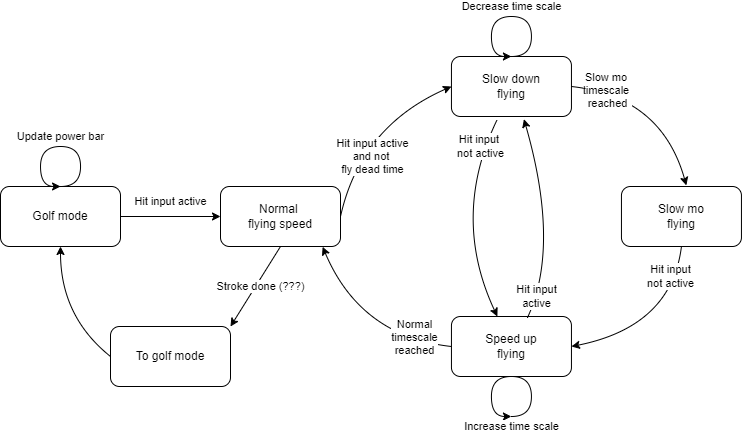 Decrease time scale
Slow down
flying
Slow mo
timescale
reached
Update power bar
Hit input active
and not
fly dead time
Hit input
not active
Golf mode
Hit input active
Normal
flying speed
Slow mo
flying
Stroke done (???)
Hit input
not active
Hit input
active
To golf mode
Normal
timescale
reached
Speed up
flying
Increase time scale